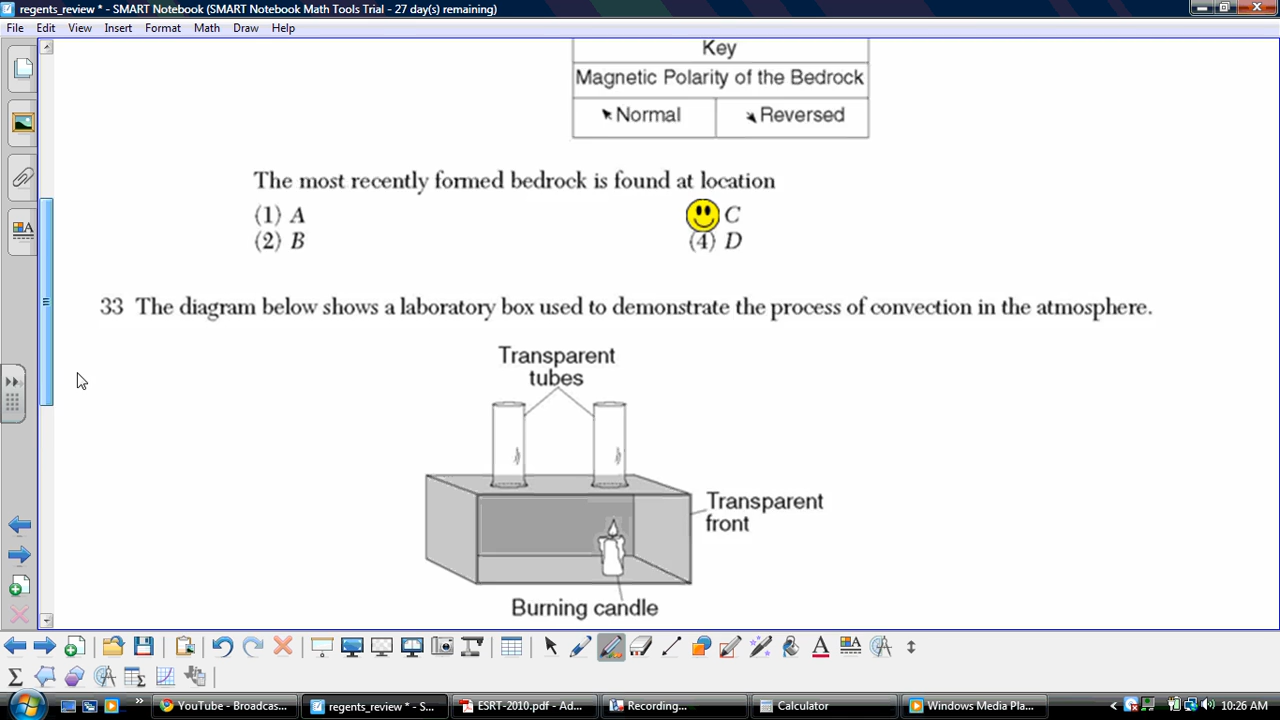 regents_review * - SMART Notebook (SMART Notebook Math Tools Trial - 27 day(s) remaining)
File Edit View Insert Format Math Draw Help
Key
Magnetic Polarity of the Bedrock
Normal Reversed
The most recently formed bedrock is found at location
(1) A C
(2) B (4) D
33 The diagram below shows a laboratory box used to demonstrate the process of convection in the atmosphere.
Transparent
tubes
Transparent
front
Burning candle
YouTube - Broadcas... regents_review * - S... ESRT-2010.pdf - Ad... Recording... Calculator Windows Media Pla... 10:26 AM